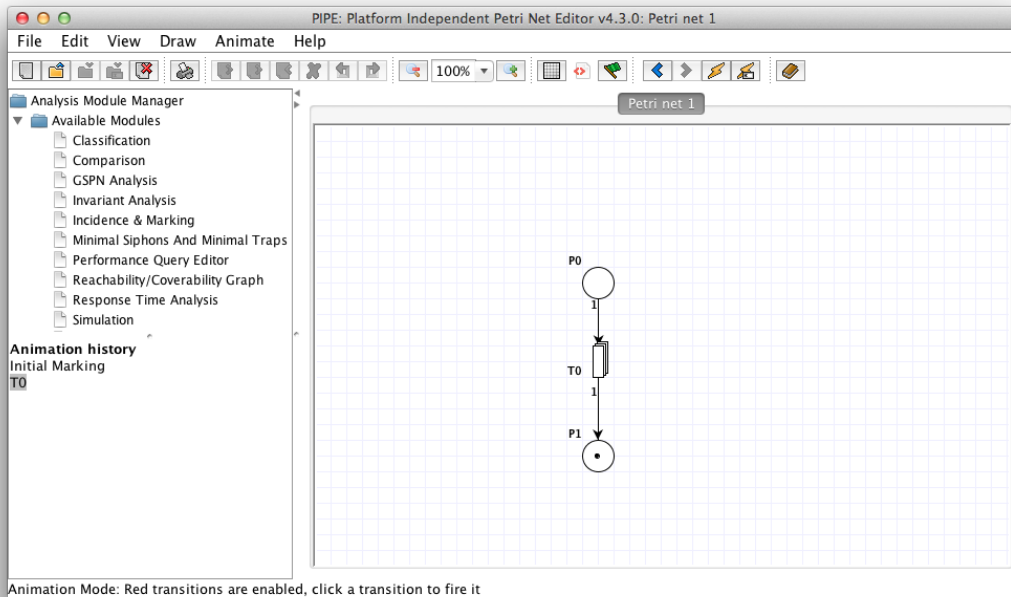 PIPE: Platform Independent Petri Net Editor v4.3.0: Petri net 1
File Edit View Draw Animate Help
100%
Analysis Module Manager
Available Modules
Classification
Comparison
GSPN Analysis
Invariant Analysis
Incidence & Marking
Minimal Siphons And Minimal Traps
Performance Query Editor
Reachability/Coverability Graph
Response Time Analysis
Simulation
Animation history
Initial Marking
T0
Petri net 1
P0
1
T0
1
P1
Animation Mode: Red transitions are enabled, click a transition to fire it